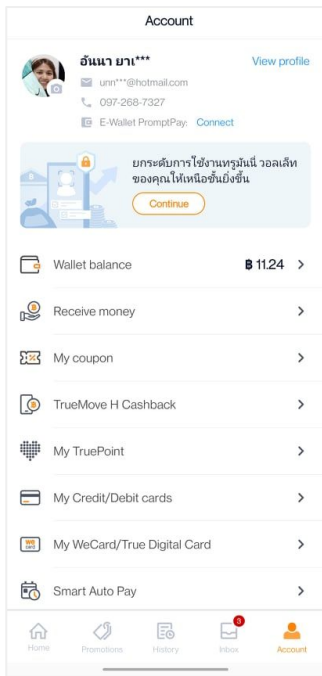 Account
อันนา ยาเ***
View profile
unn***@hotmail.com
097-268-7327
E-Wallet PromptPay: Connect
ยกระดับการใช้งานทรูมันนี่ วอลเล็ท
ของคุณให้เหนือชั้นยิ่งขึ้น
Continue
Wallet balance
฿ 11.24
Receive money
My coupon
TrueMove H Cashback
My TruePoint
My Credit/Debit cards
WE
card
My WeCard/True Digital Card
Smart Auto Pay
3
Home
Promotions
History
Inbox
Account